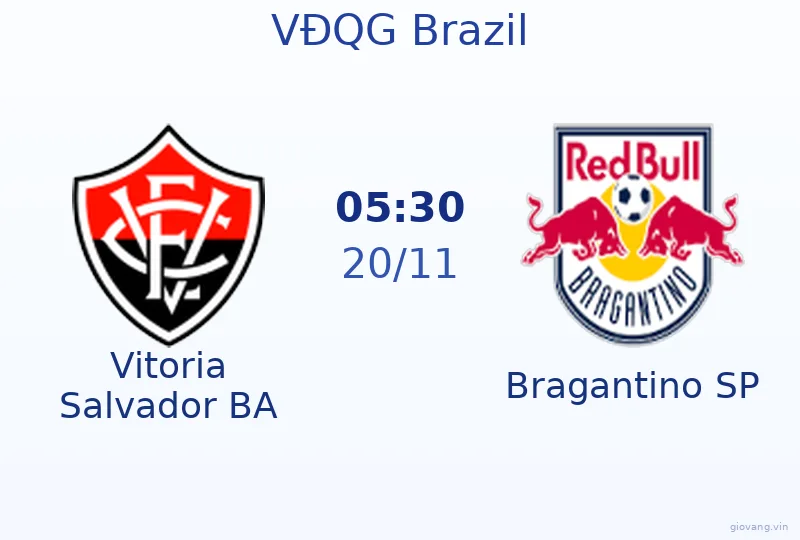 VĐQG Brazil
Red Bull
BRAGANTINO
05:30
20/11
Vitoria
Salvador BA
Bragantino SP
giovang.vin